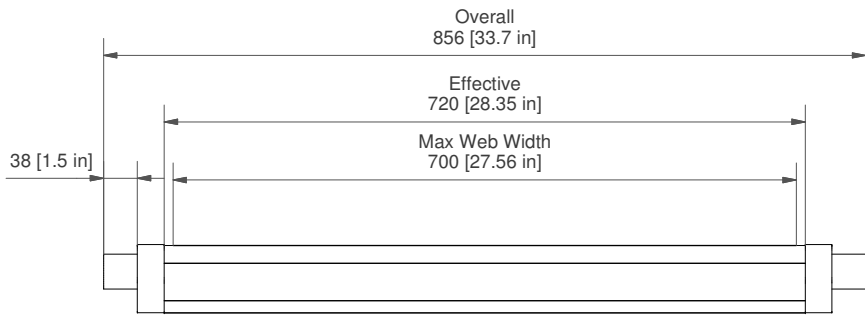 Overall
856 [33.7 in]
Effective
720 [28.35 in]
Max Web Width
700 [27.56 in]
38 [1.5 in]